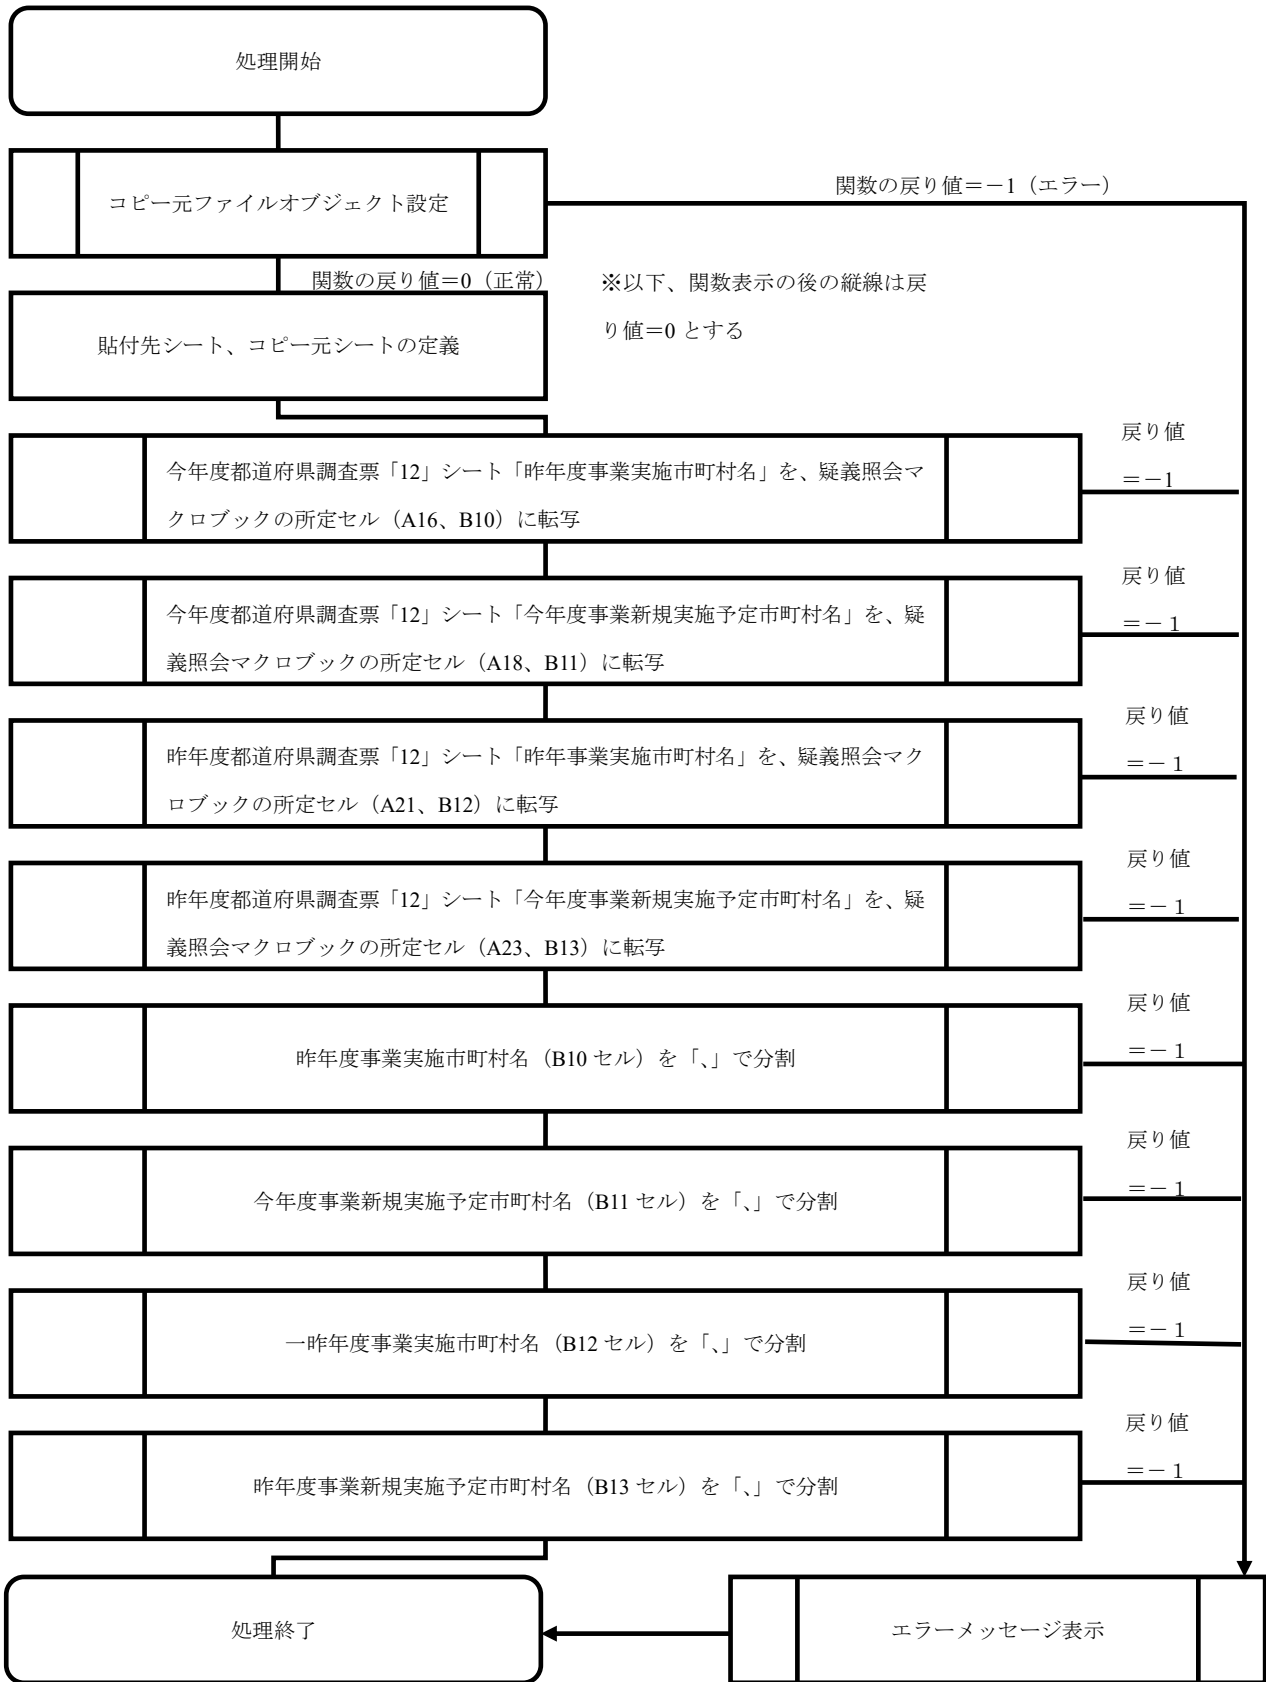 処理開始
関数の戻り値＝－1（エラー）
コピー元ファイルオブジェクト設定
関数の戻り値＝0（正常）
※以下、関数表示の後の縦線は戻
り値＝0 とする
貼付先シート、コピー元シートの定義
戻り値
＝－1
今年度都道府県調査票「12」シート「昨年度事業実施市町村名」を、疑義照会マ
クロブックの所定セル（A16、B10）に転写
戻り値
＝－１
今年度都道府県調査票「12」シート「今年度事業新規実施予定市町村名」を、疑
義照会マクロブックの所定セル（A18、B11）に転写
戻り値
＝－１
昨年度都道府県調査票「12」シート「昨年事業実施市町村名」を、疑義照会マク
ロブックの所定セル（A21、B12）に転写
戻り値
＝－１
昨年度都道府県調査票「12」シート「今年度事業新規実施予定市町村名」を、疑
義照会マクロブックの所定セル（A23、B13）に転写
戻り値
＝－１
昨年度事業実施市町村名（B10 セル）を「、」で分割
戻り値
＝－１
今年度事業新規実施予定市町村名（B11 セル）を「、」で分割
戻り値
＝－１
一昨年度事業実施市町村名（B12 セル）を「、」で分割
戻り値
＝－１
昨年度事業新規実施予定市町村名（B13 セル）を「、」で分割
処理終了
エラーメッセージ表示